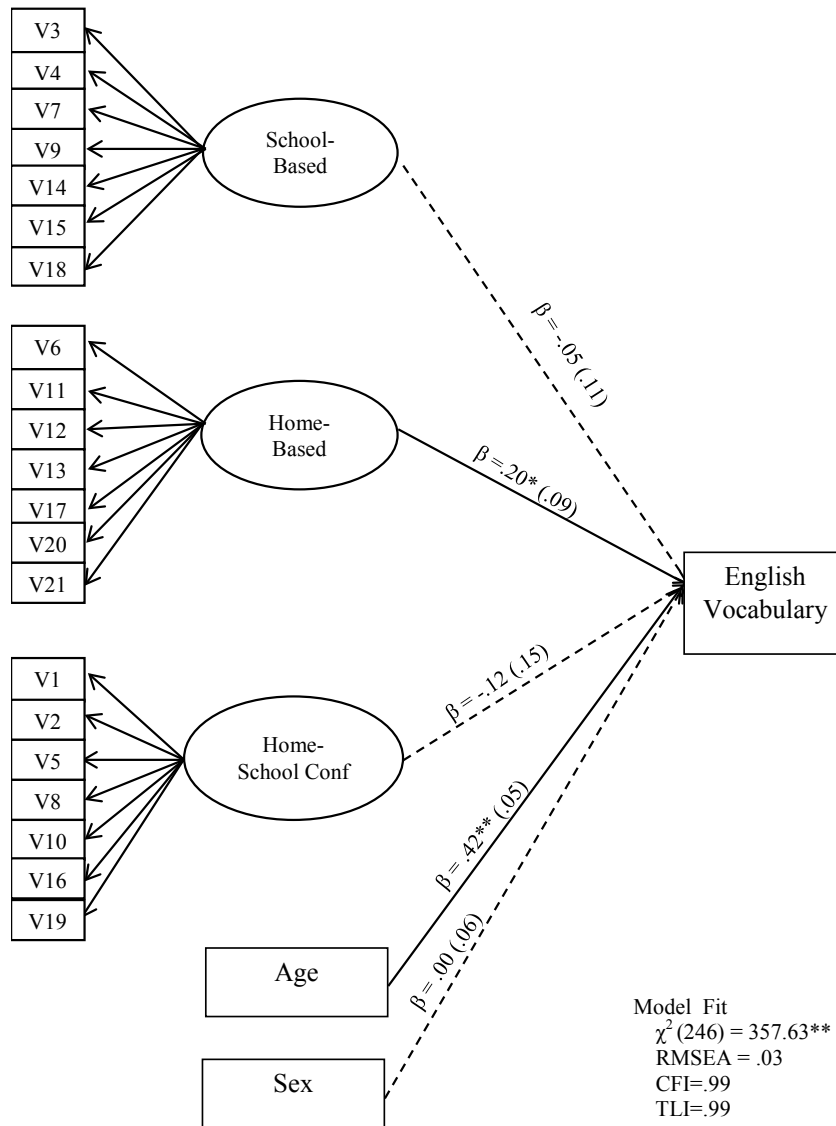 V3
V4
V7
V9
V14
V15
V18
School-
Based
β = -.05 (.11)
V6
V11
V12
V13
V17
V20
V21
Home-
Based
β =.20* (.09)
English
Vocabulary
V1
V2
V5
V8
V10
V16
V19
Home-
School Conf
β = -.12 (.15)
β = .42** (.05)
β = .00 (.06)
Age
Sex
Model Fit
χ² (246) = 357.63**
RMSEA = .03
CFI=.99
TLI=.99